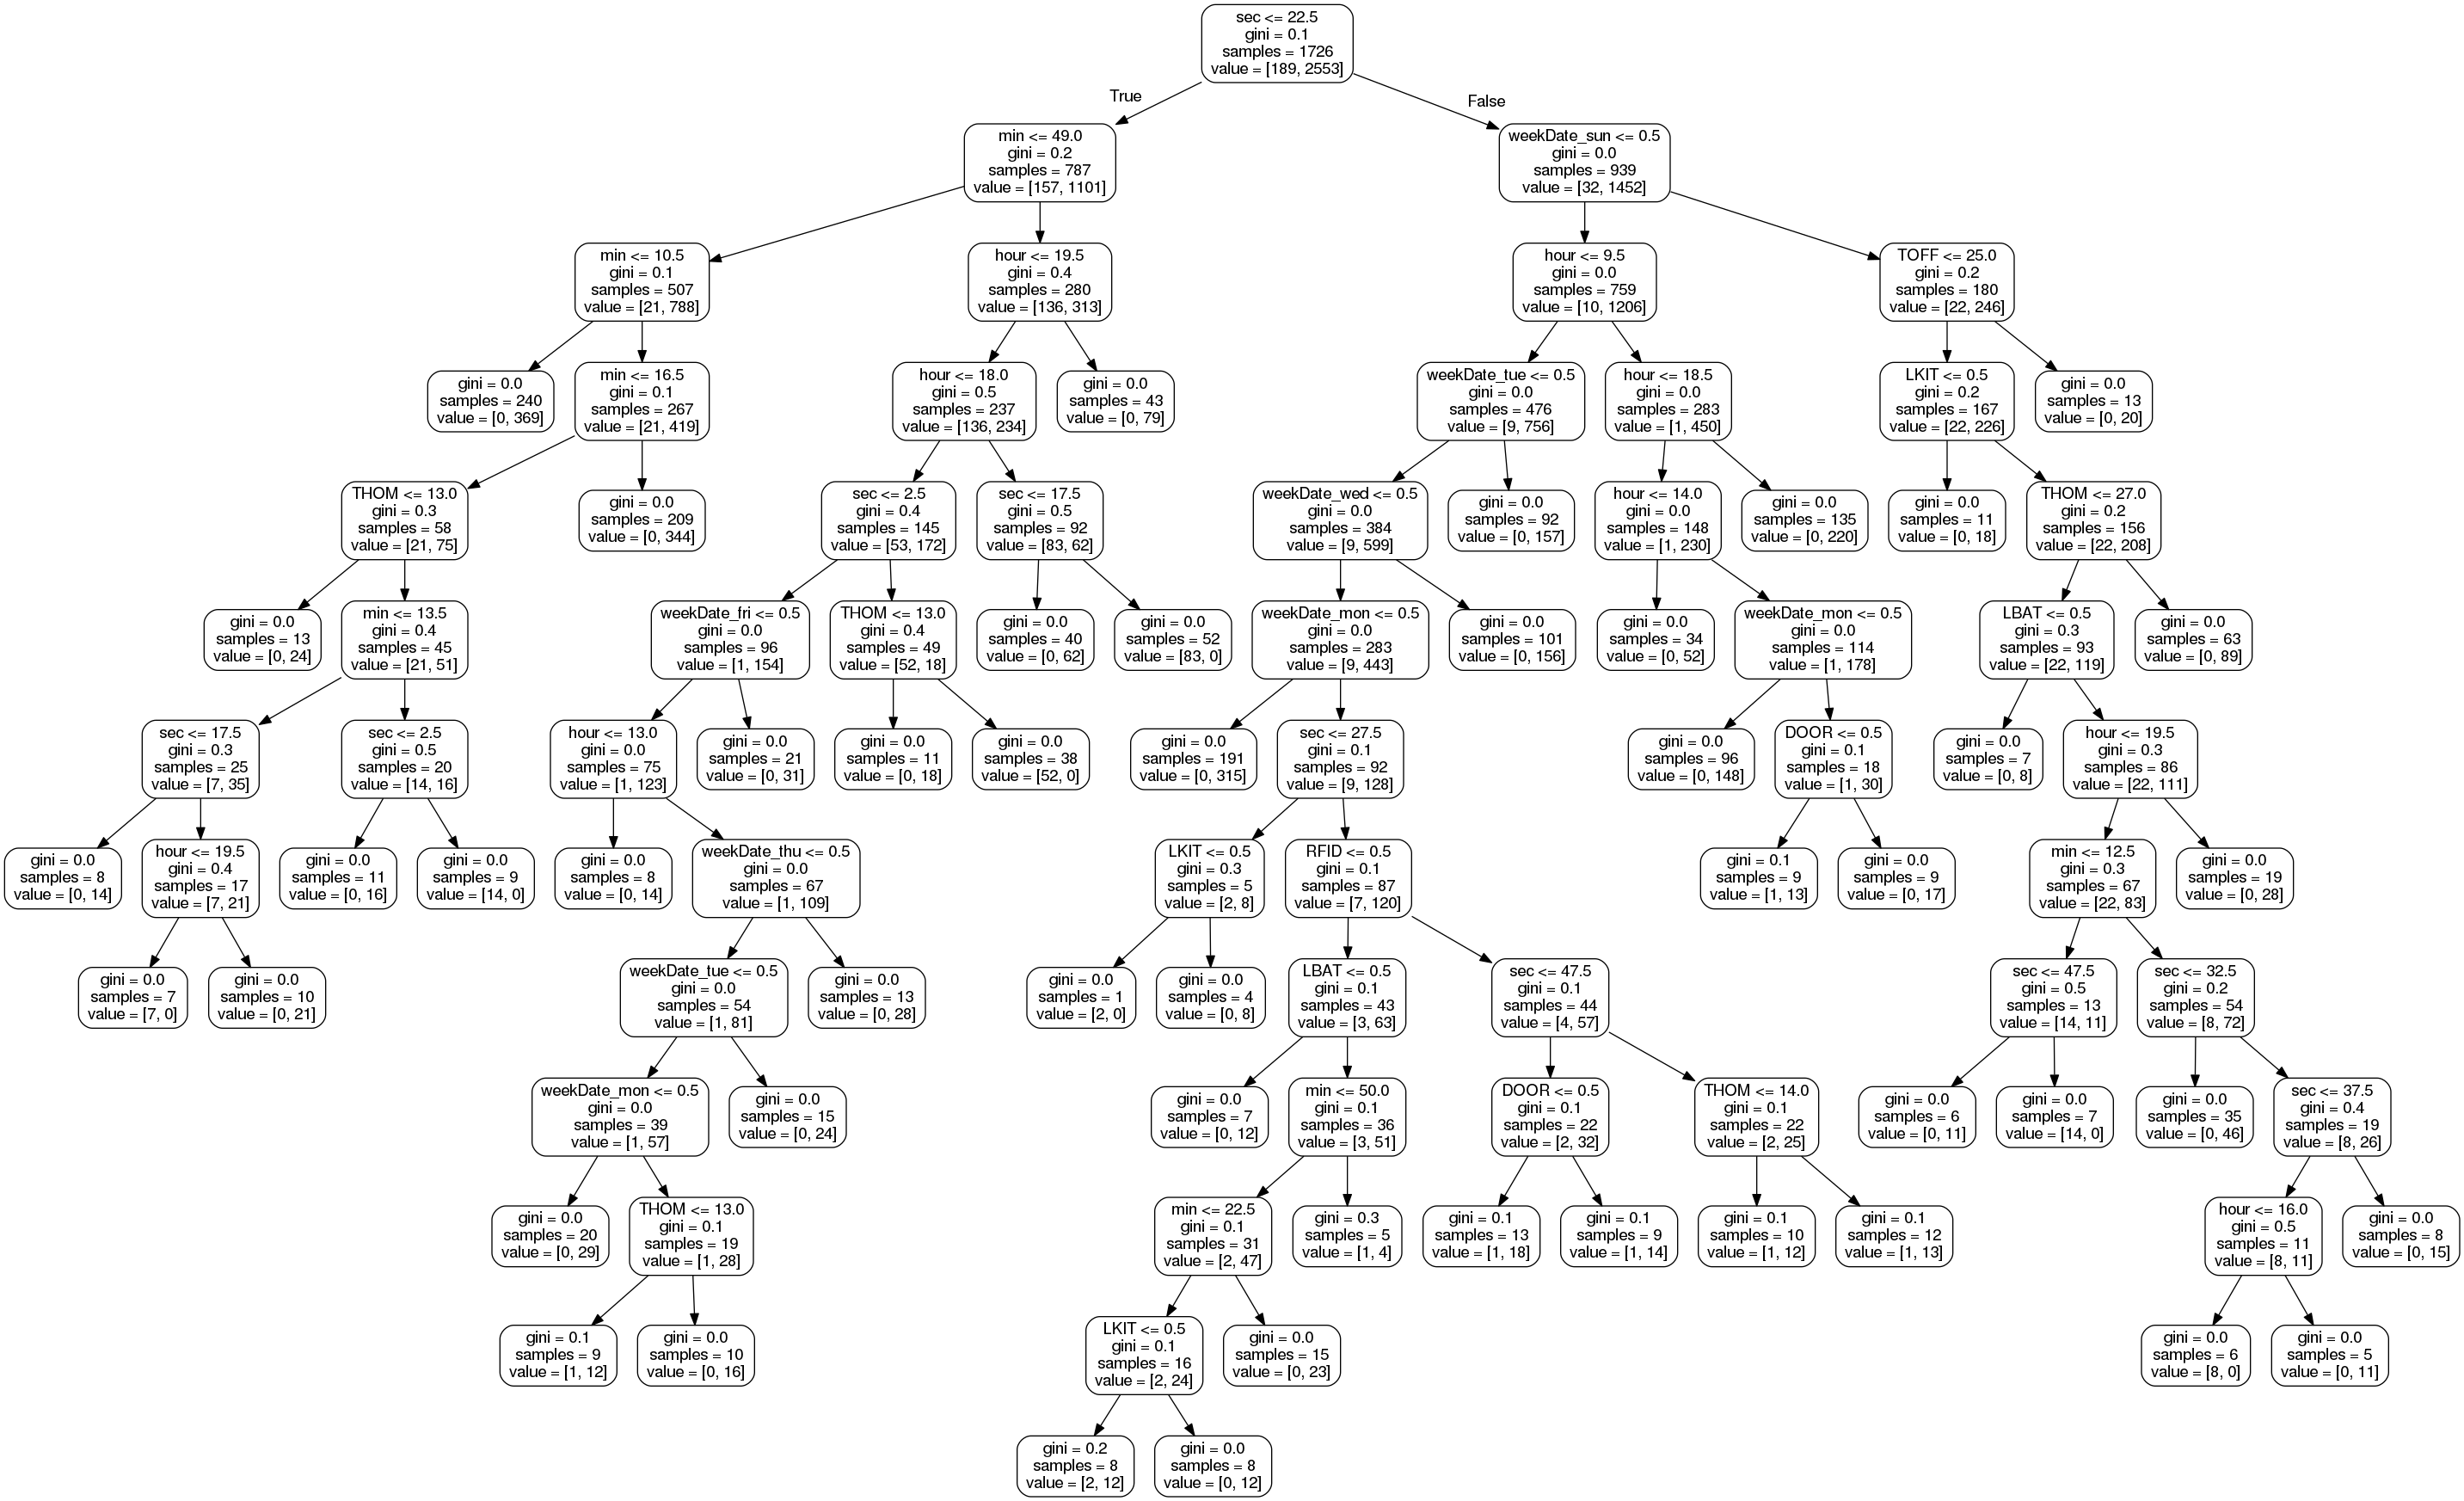 sec <= 22.5
gini = 0.1
samples = 1726
value = [189, 2553]
True
False
min <= 49.0
gini = 0.2
samples = 787
value = [157, 1101]
weekDate_sun <= 0.5
gini = 0.0
samples = 939
value = [32, 1452]
min <= 10.5
gini = 0.1
samples = 507
value = [21, 788]
hour <= 19.5
gini = 0.4
samples = 280
value = [136, 313]
hour <= 9.5
gini = 0.0
samples = 759
value = [10, 1206]
TOFF <= 25.0
gini = 0.2
samples = 180
value = [22, 246]
gini = 0.0
samples = 240
value = [0, 369]
min <= 16.5
gini = 0.1
samples = 267
value = [21, 419]
hour <= 18.0
gini = 0.5
samples = 237
value = [136, 234]
gini = 0.0
samples = 43
value = [0, 79]
weekDate_tue <= 0.5
gini = 0.0
samples = 476
value = [9, 756]
hour <= 18.5
gini = 0.0
samples = 283
value = [1, 450]
LKIT <= 0.5
gini = 0.2
samples = 167
value = [22, 226]
gini = 0.0
samples = 13
value = [0, 20]
THOM <= 13.0
gini = 0.3
samples = 58
value = [21, 75]
gini = 0.0
samples = 209
value = [0, 344]
sec <= 2.5
gini = 0.4
samples = 145
value = [53, 172]
sec <= 17.5
gini = 0.5
samples = 92
value = [83, 62]
weekDate_wed <= 0.5
gini = 0.0
samples = 384
value = [9, 599]
gini = 0.0
samples = 92
value = [0, 157]
hour <= 14.0
gini = 0.0
samples = 148
value = [1, 230]
gini = 0.0
samples = 135
value = [0, 220]
gini = 0.0
samples = 11
value = [0, 18]
THOM <= 27.0
gini = 0.2
samples = 156
value = [22, 208]
gini = 0.0
samples = 13
value = [0, 24]
min <= 13.5
gini = 0.4
samples = 45
value = [21, 51]
weekDate_fri <= 0.5
gini = 0.0
samples = 96
value = [1, 154]
THOM <= 13.0
gini = 0.4
samples = 49
value = [52, 18]
gini = 0.0
samples = 40
value = [0, 62]
gini = 0.0
samples = 52
value = [83, 0]
weekDate_mon <= 0.5
gini = 0.0
samples = 283
value = [9, 443]
gini = 0.0
samples = 101
value = [0, 156]
gini = 0.0
samples = 34
value = [0, 52]
weekDate_mon <= 0.5
gini = 0.0
samples = 114
value = [1, 178]
LBAT <= 0.5
gini = 0.3
samples = 93
value = [22, 119]
gini = 0.0
samples = 63
value = [0, 89]
sec <= 17.5
gini = 0.3
samples = 25
value = [7, 35]
sec <= 2.5
gini = 0.5
samples = 20
value = [14, 16]
hour <= 13.0
gini = 0.0
samples = 75
value = [1, 123]
gini = 0.0
samples = 21
value = [0, 31]
gini = 0.0
samples = 11
value = [0, 18]
gini = 0.0
samples = 38
value = [52, 0]
gini = 0.0
samples = 191
value = [0, 315]
sec <= 27.5
gini = 0.1
samples = 92
value = [9, 128]
gini = 0.0
samples = 96
value = [0, 148]
DOOR <= 0.5
gini = 0.1
samples = 18
value = [1, 30]
gini = 0.0
samples = 7
value = [0, 8]
hour <= 19.5
gini = 0.3
samples = 86
value = [22, 111]
gini = 0.0
samples = 8
value = [0, 14]
hour <= 19.5
gini = 0.4
samples = 17
value = [7, 21]
gini = 0.0
samples = 11
value = [0, 16]
gini = 0.0
samples = 9
value = [14, 0]
gini = 0.0
samples = 8
value = [0, 14]
weekDate_thu <= 0.5
gini = 0.0
samples = 67
value = [1, 109]
LKIT <= 0.5
gini = 0.3
samples = 5
value = [2, 8]
RFID <= 0.5
gini = 0.1
samples = 87
value = [7, 120]
gini = 0.1
samples = 9
value = [1, 13]
gini = 0.0
samples = 9
value = [0, 17]
min <= 12.5
gini = 0.3
samples = 67
value = [22, 83]
gini = 0.0
samples = 19
value = [0, 28]
gini = 0.0
samples = 7
value = [7, 0]
gini = 0.0
samples = 10
value = [0, 21]
weekDate_tue <= 0.5
gini = 0.0
samples = 54
value = [1, 81]
gini = 0.0
samples = 13
value = [0, 28]
gini = 0.0
samples = 1
value = [2, 0]
gini = 0.0
samples = 4
value = [0, 8]
LBAT <= 0.5
gini = 0.1
samples = 43
value = [3, 63]
sec <= 47.5
gini = 0.1
samples = 44
value = [4, 57]
sec <= 47.5
gini = 0.5
samples = 13
value = [14, 11]
sec <= 32.5
gini = 0.2
samples = 54
value = [8, 72]
weekDate_mon <= 0.5
gini = 0.0
samples = 39
value = [1, 57]
gini = 0.0
samples = 15
value = [0, 24]
gini = 0.0
samples = 7
value = [0, 12]
min <= 50.0
gini = 0.1
samples = 36
value = [3, 51]
DOOR <= 0.5
gini = 0.1
samples = 22
value = [2, 32]
THOM <= 14.0
gini = 0.1
samples = 22
value = [2, 25]
gini = 0.0
samples = 6
value = [0, 11]
gini = 0.0
samples = 7
value = [14, 0]
gini = 0.0
samples = 35
value = [0, 46]
sec <= 37.5
gini = 0.4
samples = 19
value = [8, 26]
gini = 0.0
samples = 20
value = [0, 29]
THOM <= 13.0
gini = 0.1
samples = 19
value = [1, 28]
min <= 22.5
gini = 0.1
samples = 31
value = [2, 47]
gini = 0.3
samples = 5
value = [1, 4]
gini = 0.1
samples = 13
value = [1, 18]
gini = 0.1
samples = 9
value = [1, 14]
gini = 0.1
samples = 10
value = [1, 12]
gini = 0.1
samples = 12
value = [1, 13]
hour <= 16.0
gini = 0.5
samples = 11
value = [8, 11]
gini = 0.0
samples = 8
value = [0, 15]
gini = 0.1
samples = 9
value = [1, 12]
gini = 0.0
samples = 10
value = [0, 16]
LKIT <= 0.5
gini = 0.1
samples = 16
value = [2, 24]
gini = 0.0
samples = 15
value = [0, 23]
gini = 0.0
samples = 6
value = [8, 0]
gini = 0.0
samples = 5
value = [0, 11]
gini = 0.2
samples = 8
value = [2, 12]
gini = 0.0
samples = 8
value = [0, 12]